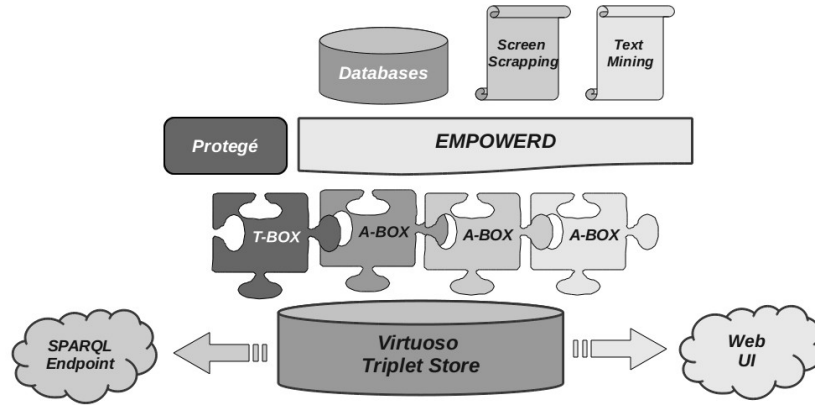 Databases
Screen
Scrapping
Text
Mining
Protegé
EMPOWERD
T-BOX
A-BOX
A-BOX
A-BOX
SPARQL
Endpoint
Virtuoso
Triplet Store
Web
UI